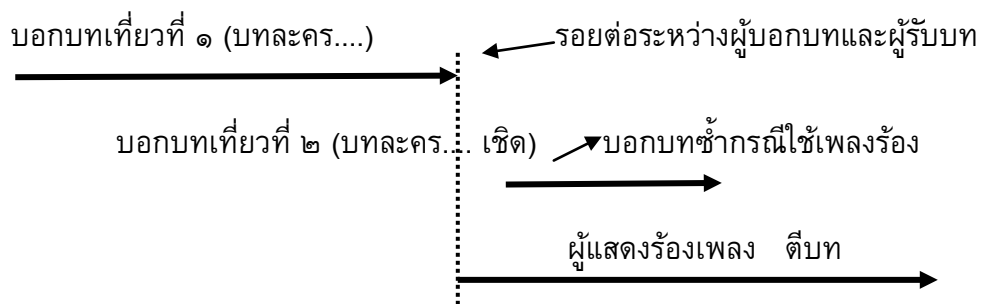 บอกบทเที่ยวที่ ๑ (บทละคร....) รอยต่อระหว่างผู้บอกบทและผู้รับบท
บอกบทเที่ยวที่ ๒ (บทละคร.... เชิด) บอกบทซ้ำกรณีใช้เพลงร้อง
ผู้แสดงร้องเพลง ตีบท